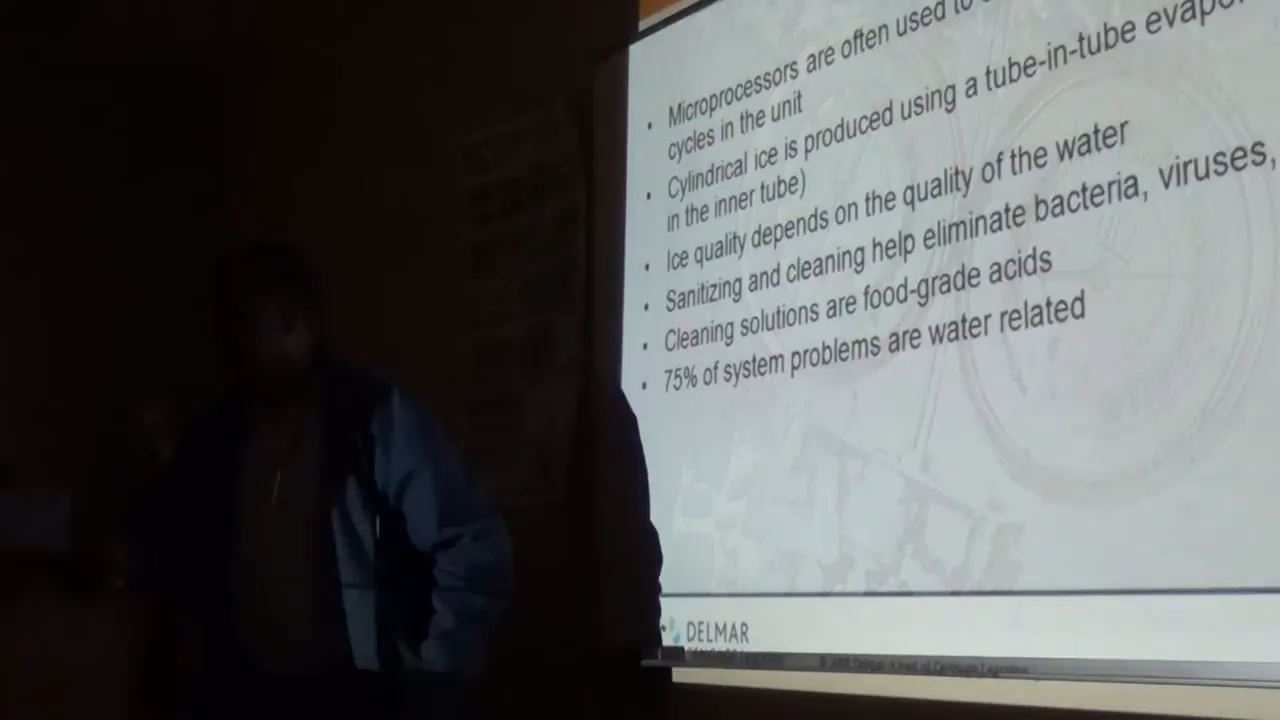 • Microprocessors are often used to
cycles in the unit
• Cylindrical ice is produced using a tube-in-tube
in the inner tube)
• Ice quality depends on the quality of the water
• Sanitizing and cleaning help eliminate bacteria, viruses,
• Cleaning solutions are food-grade acids
• 75% of system problems are water related
DELMAR